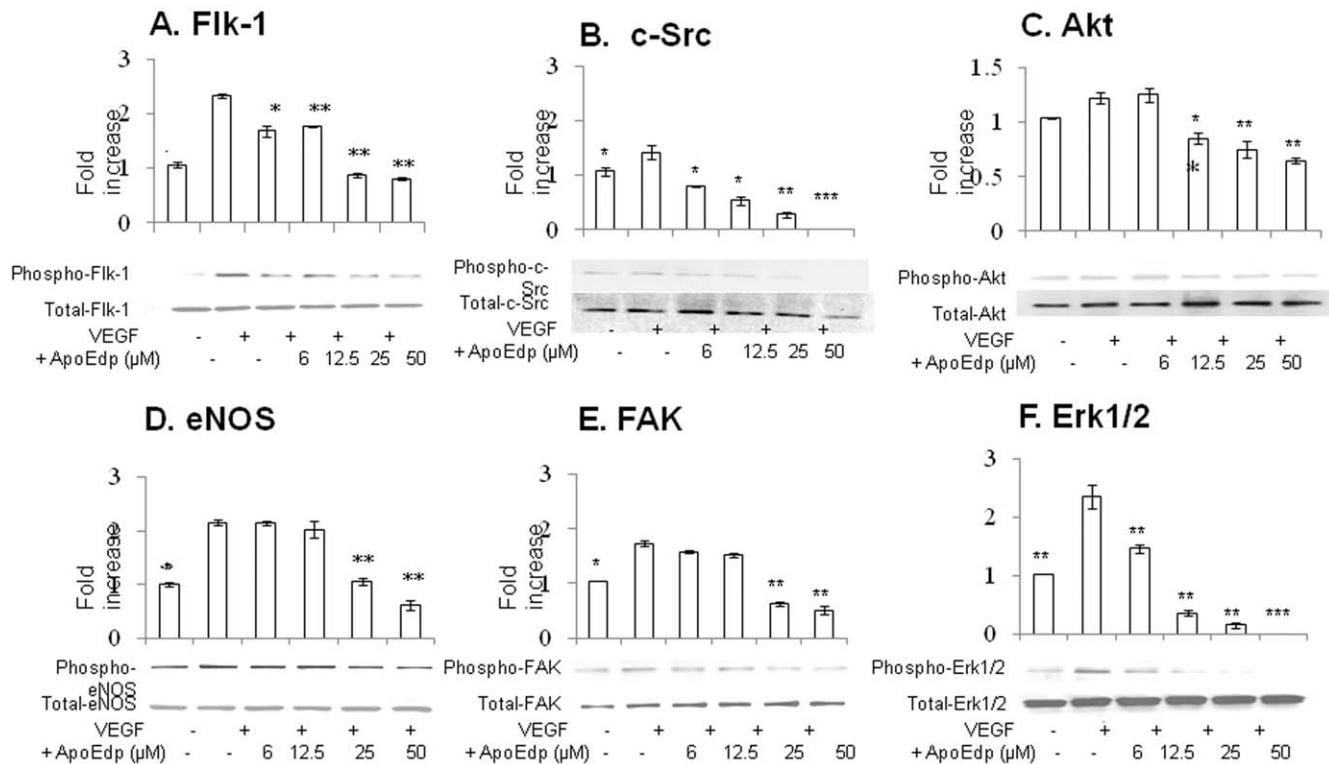 A. Flk-1
Fold increase
3
2
1
0
* ** ** **
Phospho-Flk-1
Total-Flk-1
VEGF - + + + + +
+ ApoEdp (µM) - - 6 12.5 25 50
B. c-Src
3
2
1
0
* * * ** ***
Phospho-c-
Src
Total-c-Src
VEGF - + + + +
+ ApoEdp (µM) - - 6 12.5 25 50
C. Akt
Fold increase
1.5
1
0.5
0
* ** **
*
Phospho-Akt
Total-Akt
VEGF - + + + +
+ ApoEdp (µM) - - 6 12.5 25 50
D. eNOS
Fold increase
3
2
1
0
* ** **
Phospho-
eNOS
Total-eNOS
VEGF - - + + + +
+ ApoEdp (µM) 6 12.5 25 50
E. FAK
Fold increase
3
2
1
0
* ** **
Phospho-FAK
Total-FAK
VEGF - + + + + +
+ ApoEdp (µM) - - 6 12.5 25 50
F. Erk1/2
3
2
1
0
** ** ** ** ***
Phospho-Erk1/2
Total-Erk1/2
VEGF - + + + +
+ ApoEdp (µM) - - 6 12.5 25 50